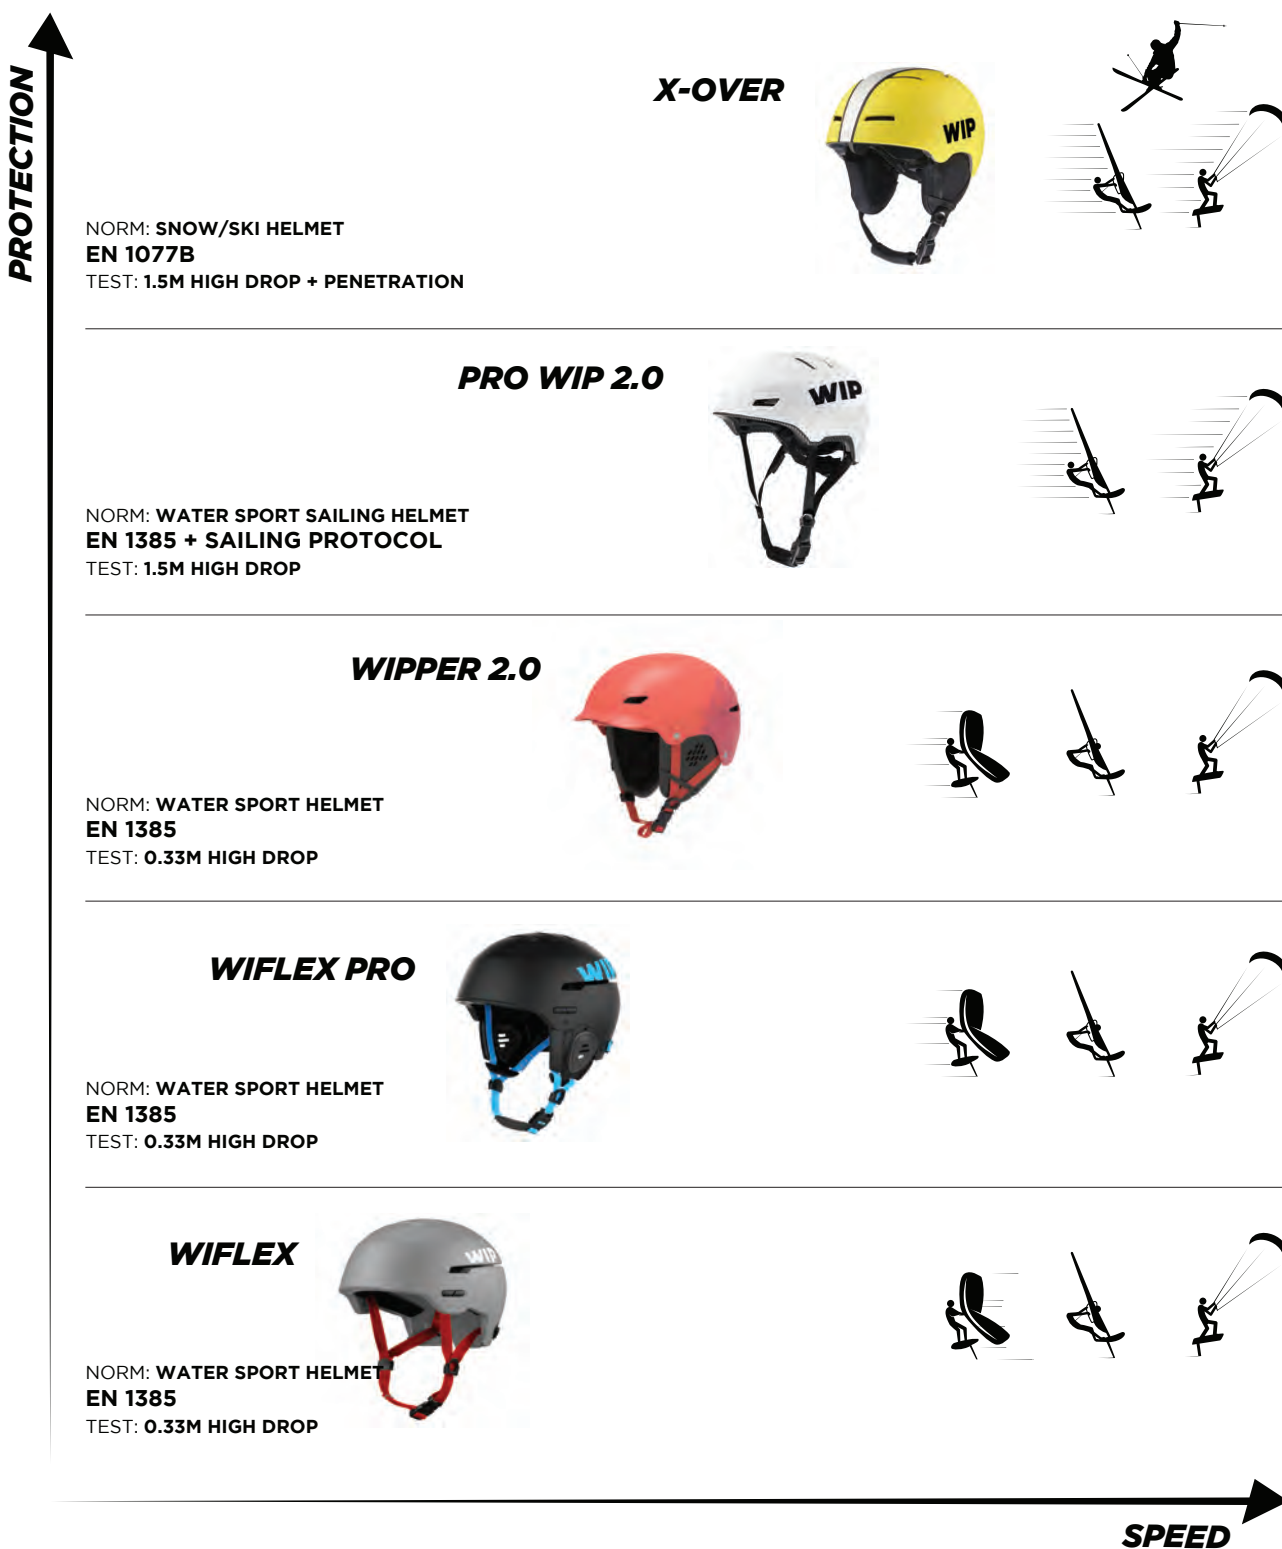 PROTECTION
X-OVER
WIP
NORM: SNOW/SKI HELMET
EN 1077B
TEST: 1.5M HIGH DROP + PENETRATION
PRO WIP 2.0
WIP
NORM: WATER SPORT SAILING HELMET
EN 1385 + SAILING PROTOCOL
TEST: 1.5M HIGH DROP
WIPPER 2.0
NORM: WATER SPORT HELMET
EN 1385
TEST: 0.33M HIGH DROP
WIFLEX PRO
WIP
NORM: WATER SPORT HELMET
EN 1385
TEST: 0.33M HIGH DROP
WIFLEX
WIP
NORM: WATER SPORT HELMET
EN 1385
TEST: 0.33M HIGH DROP
SPEED